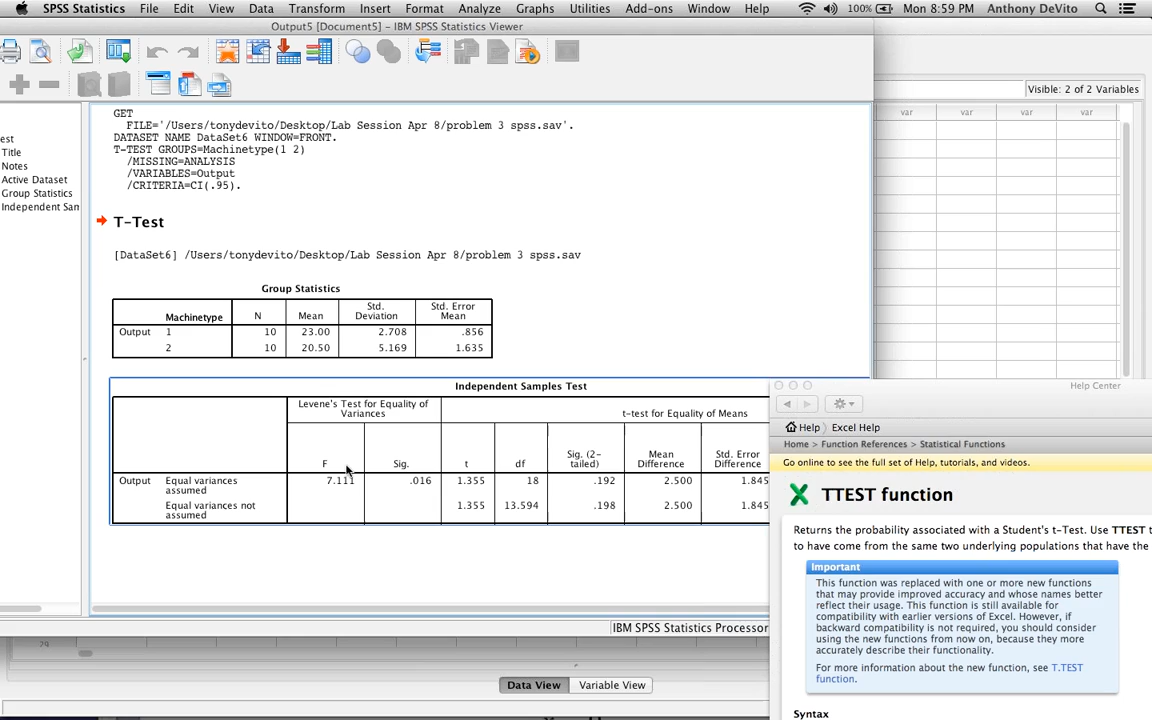 SPSS Statistics File Edit View Data Transform Insert Format Analyze Graphs Utilities Add-ons Window Help 100% Mon 8:59 PM Anthony DeVito
Output5 [Document5] – IBM SPSS Statistics Viewer
Visible: 2 of 2 Variables
var var var var
est
Title
Notes
Active Dataset
Group Statistics
Independent Sam
GET
FILE='/Users/tonydevito/Desktop/Lab Session Apr 8/problem 3 spss.sav'.
DATASET NAME DataSet6 WINDOW=FRONT.
T-TEST GROUPS=Machinetype(1 2)
/MISSING=ANALYSIS
/VARIABLES=Output
/CRITERIA=CI(.95).
T-Test
[DataSet6] /Users/tonydevito/Desktop/Lab Session Apr 8/problem 3 spss.sav
Group Statistics
Machinetype N Mean Std. Deviation Std. Error Mean
Output 1 10 23.00 2.708 .856
2 10 20.50 5.169 1.635
Independent Samples Test
Levene's Test for Equality of Variances t-test for Equality of Means
F Sig. t df Sig. (2-tailed) Mean Difference Std. Error Difference
Output Equal variances assumed 7.111 .016 1.355 18 .192 2.500 1.845
Equal variances not assumed 1.355 13.594 .198 2.500 1.845
IBM SPSS Statistics Processor
29
Data View Variable View
Help Center
Help Excel Help
Home > Function References > Statistical Functions
Go online to see the full set of Help, tutorials, and videos.
TTEST function
Returns the probability associated with a Student's t-Test. Use TTEST t
to have come from the same two underlying populations that have the
Important
This function was replaced with one or more new functions
that may provide improved accuracy and whose names better
reflect their usage. This function is still available for
compatibility with earlier versions of Excel. However, if
backward compatibility is not required, you should consider
using the new functions from now on, because they more
accurately describe their functionality.
For more information about the new function, see T.TEST
function.
Syntax